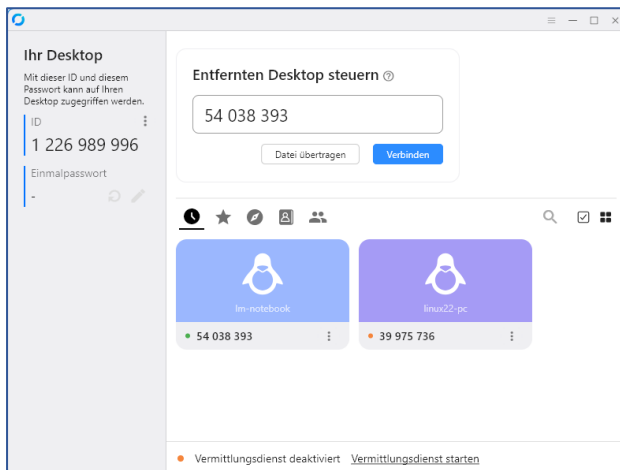 Ihr Desktop
Mit dieser ID und diesem
Passwort kann auf Ihren
Desktop zugegriffen werden.
ID
1 226 989 996
Einmalpasswort
-
Entfernten Desktop steuern
54 038 393
Datei übertragen
Verbinden
lm-notebook
linux22-pc
54 038 393
39 975 736
Vermittlungsdienst deaktiviert Vermittlungsdienst starten